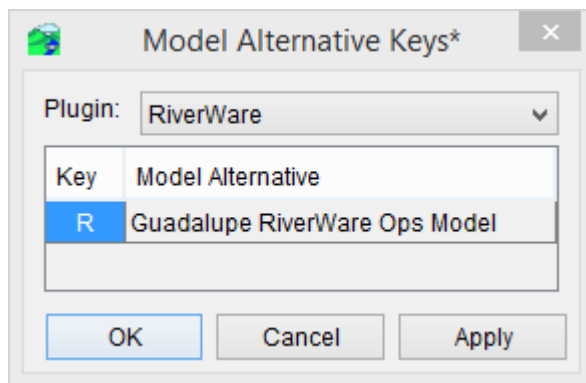 Model Alternative Keys*
Plugin: RiverWare
Key Model Alternative
R Guadalupe RiverWare Ops Model
OK Cancel Apply